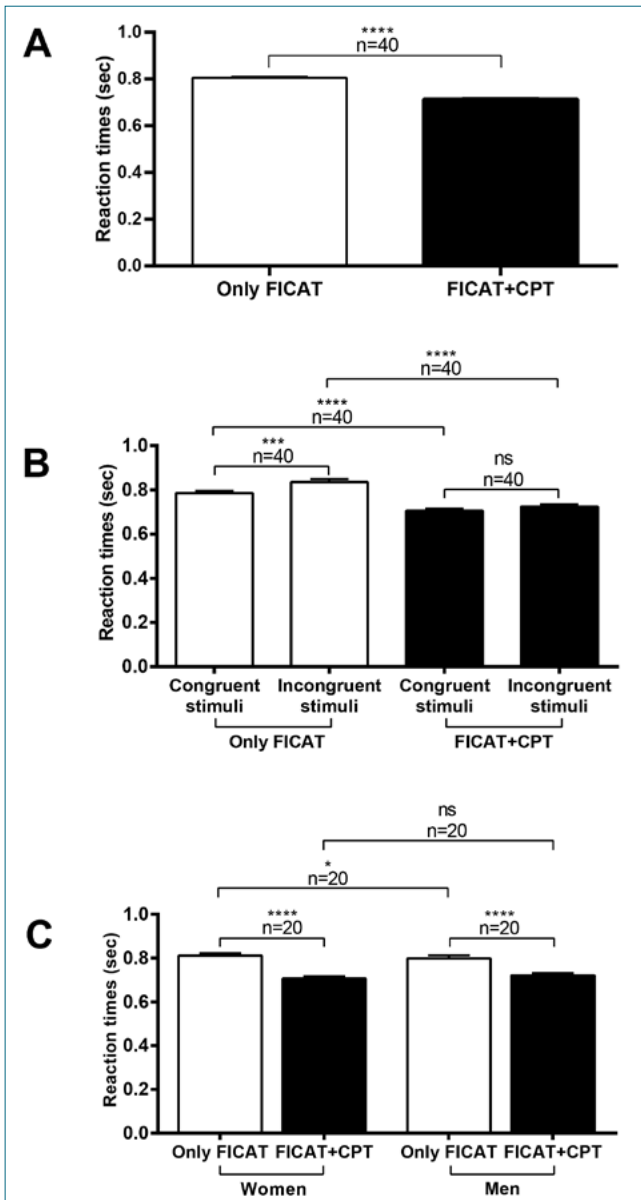 A
****
n=40
Reaction times (sec)
1.0
0.8
0.6
0.4
0.2
0.0
Only FICAT FICAT+CPT
****
n=40
****
n=40
B
***
n=40
ns
n=40
Reaction times (sec)
1.0
0.8
0.6
0.4
0.2
0.0
Congruent Incongruent Congruent Incongruent
stimuli stimuli stimuli stimuli
Only FICAT FICAT+CPT
ns
n=20
*
n=20
C
**** ****
n=20 n=20
Reaction times (sec)
1.0
0.8
0.6
0.4
0.2
0.0
Only FICAT FICAT+CPT Only FICAT FICAT+CPT
Women Men